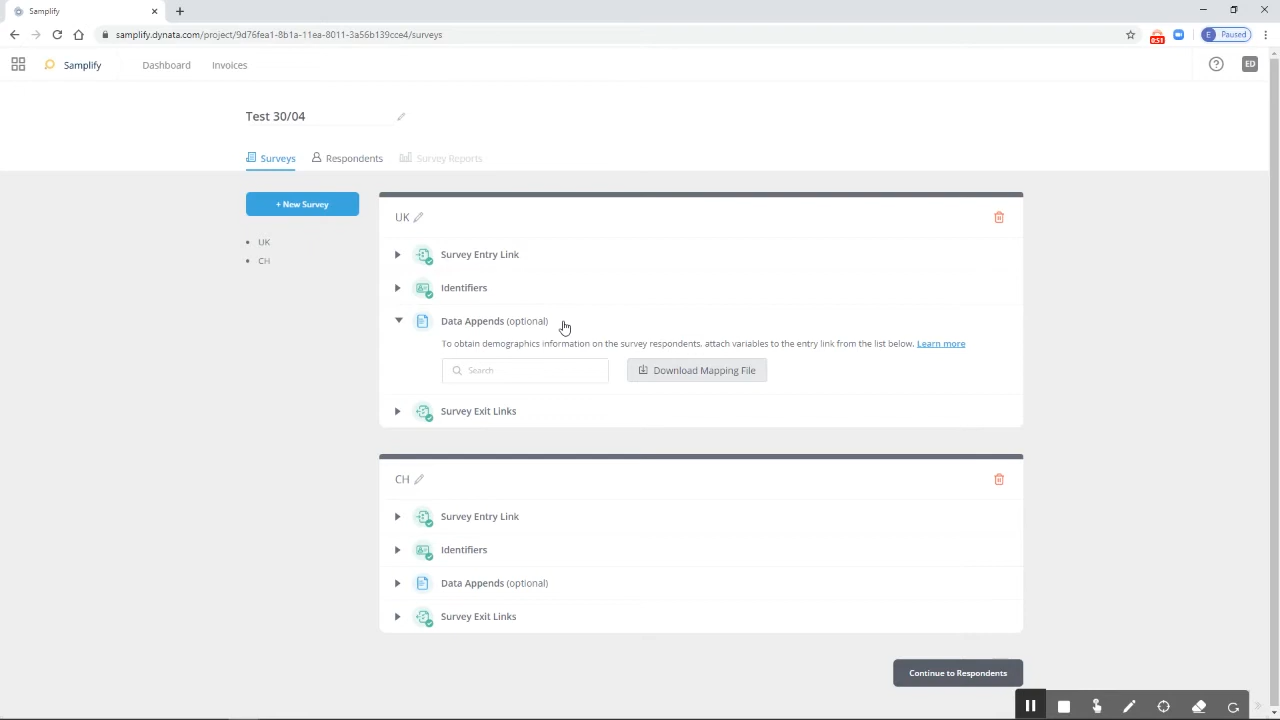 Samplify
samplify.dynata.com/project/9d76fea1-8b1a-11ea-8011-3a56b139cce4/surveys
0:51
E Paused
Samplify Dashboard Invoices
ED
Test 30/04
Surveys Respondents Survey Reports
+ New Survey
UK
CH
UK
Survey Entry Link
Identifiers
Data Appends (optional)
To obtain demographics information on the survey respondents, attach variables to the entry link from the list below. Learn more
Search Download Mapping File
Survey Exit Links
CH
Survey Entry Link
Identifiers
Data Appends (optional)
Survey Exit Links
Continue to Respondents